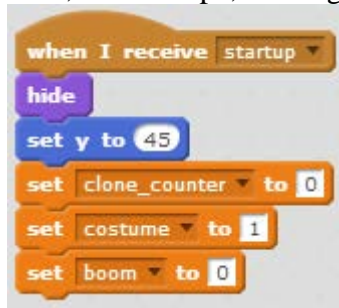 when I receive startup
hide
set y to 45
set clone_counter to 0
set costume to 1
set boom to 0